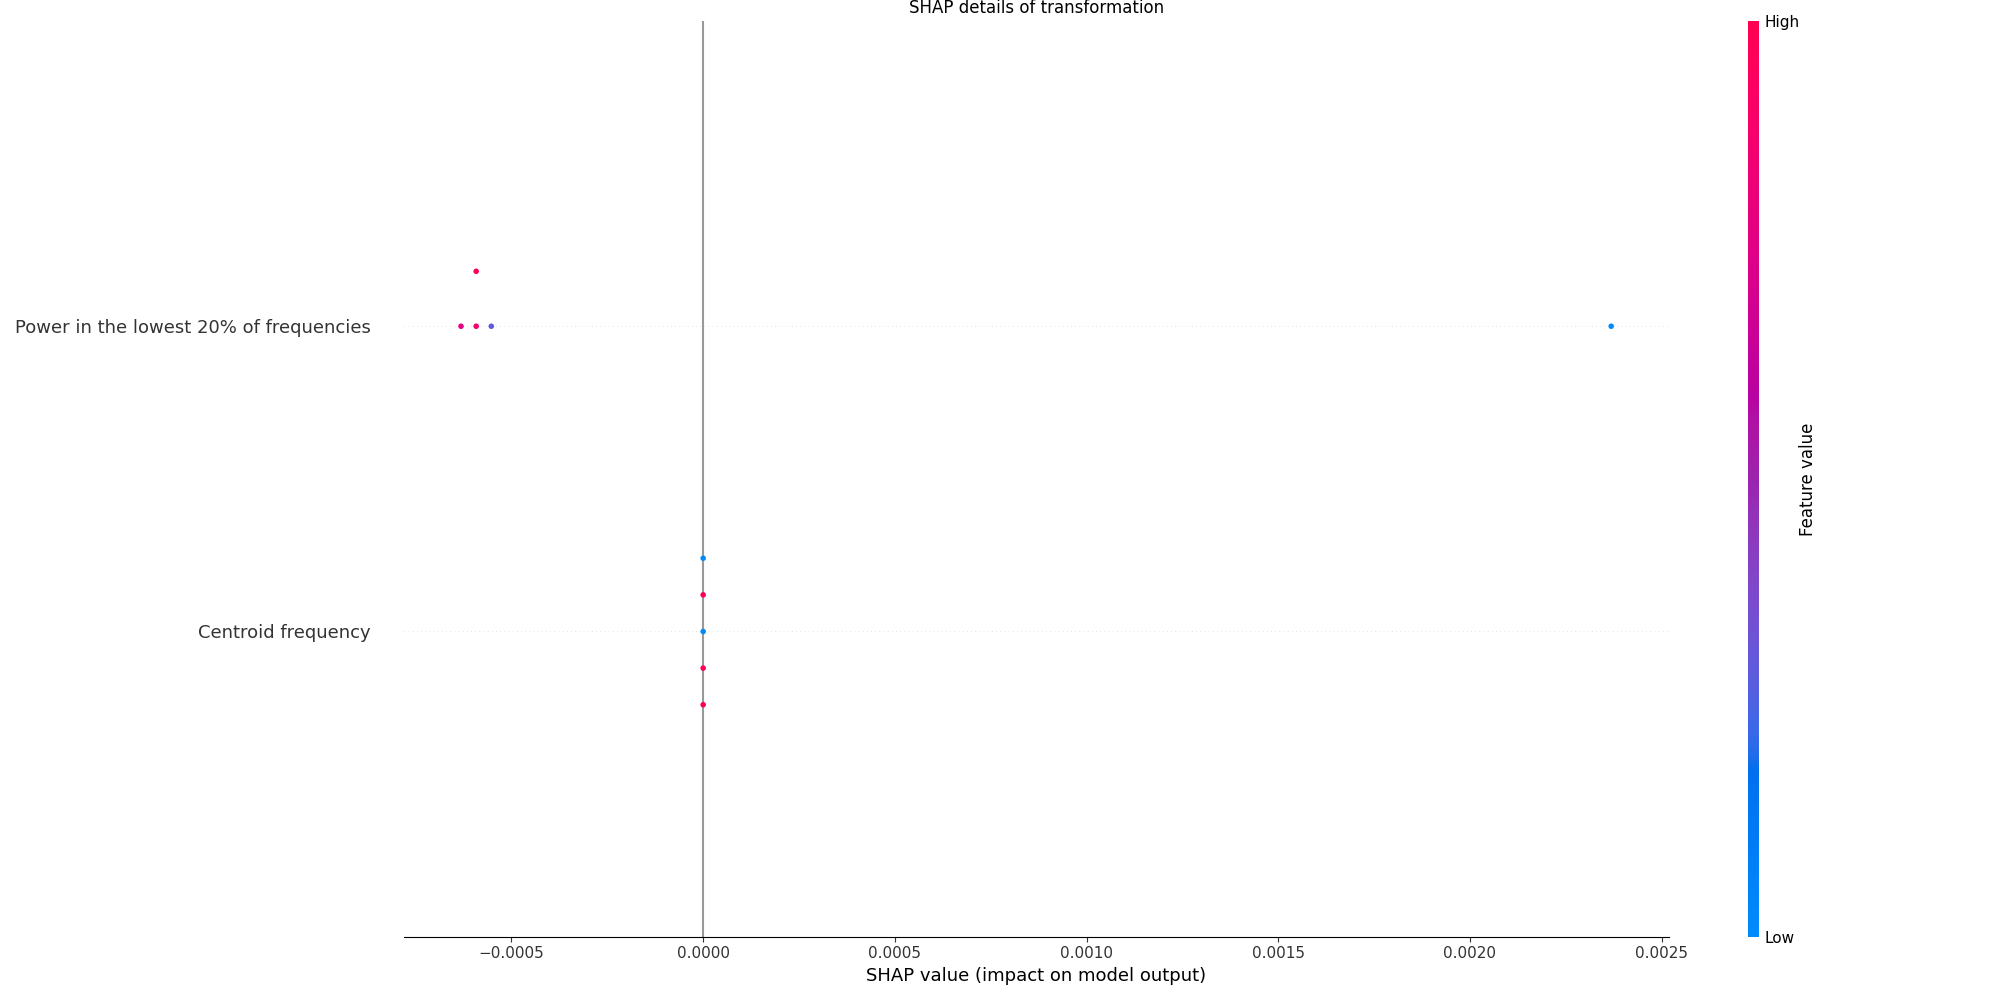 SHAP details of transformation
High
Power in the lowest 20% of frequencies
Feature value
Centroid frequency
Low
−0.0005 0.0000 0.0005 0.0010 0.0015 0.0020 0.0025
SHAP value (impact on model output)